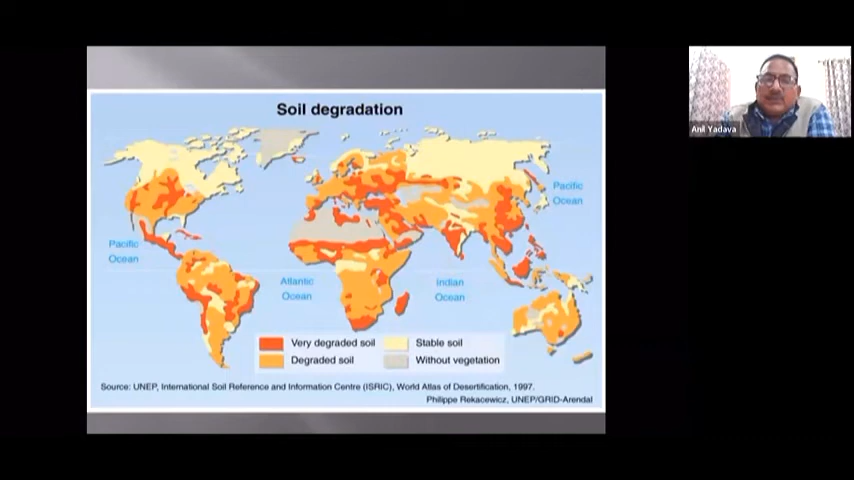 Soil degradation
Anil Yadava
Pacific
Ocean
Pacific
Ocean
Atlantic
Ocean
Indian
Ocean
Very degraded soil
Stable soil
Degraded soil
Without vegetation
Source: UNEP, International Soil Reference and Information Centre (ISRIC), World Atlas of Desertification, 1997.
Philippe Rekacewicz, UNEP/GRID-Arendal